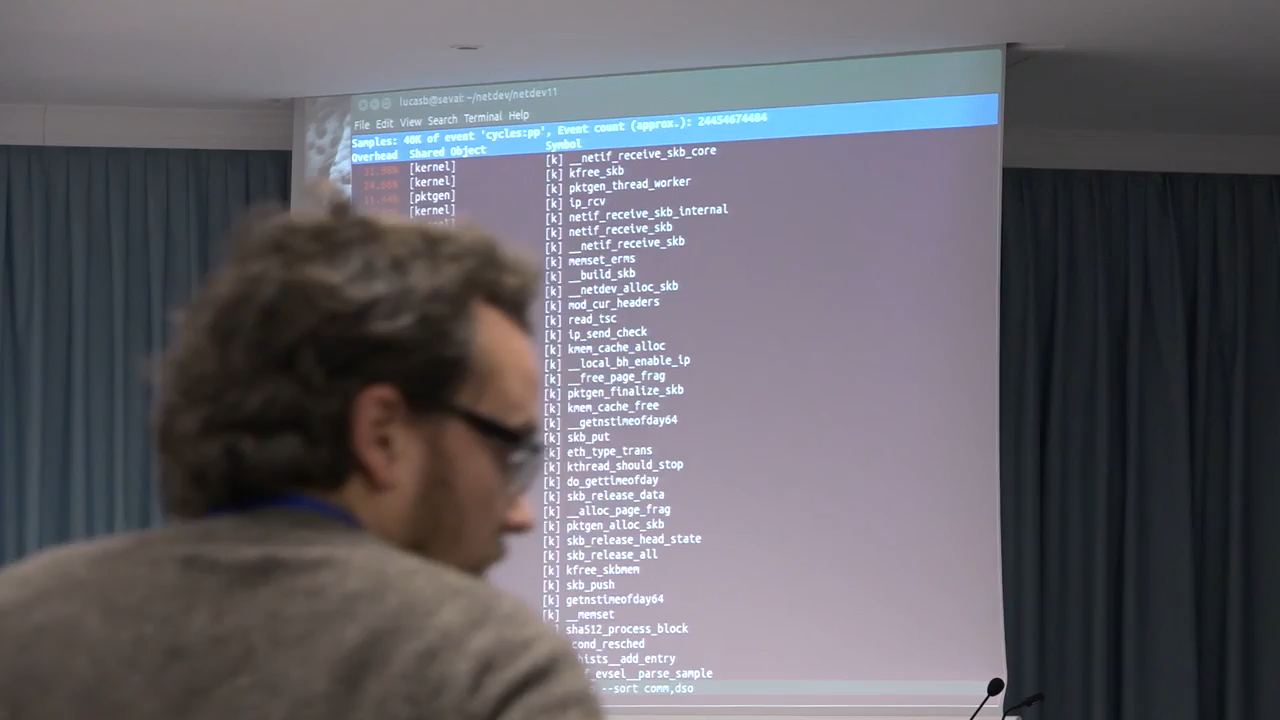 lucasb@sevai: ~/netdev/netdev11
File Edit View Search Terminal Help
Samples: 40K of event 'cycles:pp', Event count (approx.): 24454674484
Overhead Shared Object Symbol
[kernel] [k] __netif_receive_skb_core
[kernel] [k] kfree_skb
[pktgen] [k] pktgen_thread_worker
[kernel] [k] ip_rcv
[k] netif_receive_skb_internal
[k] netif_receive_skb
[k] __netif_receive_skb
[k] memset_erms
[k] __build_skb
[k] __netdev_alloc_skb
[k] mod_cur_headers
[k] read_tsc
[k] ip_send_check
[k] kmem_cache_alloc
[k] __local_bh_enable_ip
[k] __free_page_frag
[k] pktgen_finalize_skb
[k] kmem_cache_free
[k] __getnstimeofday64
[k] skb_put
[k] eth_type_trans
[k] kthread_should_stop
[k] do_gettimeofday
[k] skb_release_data
[k] __alloc_page_frag
[k] pktgen_alloc_skb
[k] skb_release_head_state
[k] skb_release_all
[k] kfree_skbmem
[k] skb_push
[k] getnstimeofday64
[k] __memset
sha512_process_block
cond_resched
hists__add_entry
evsel__parse_sample
--sort comm,dso